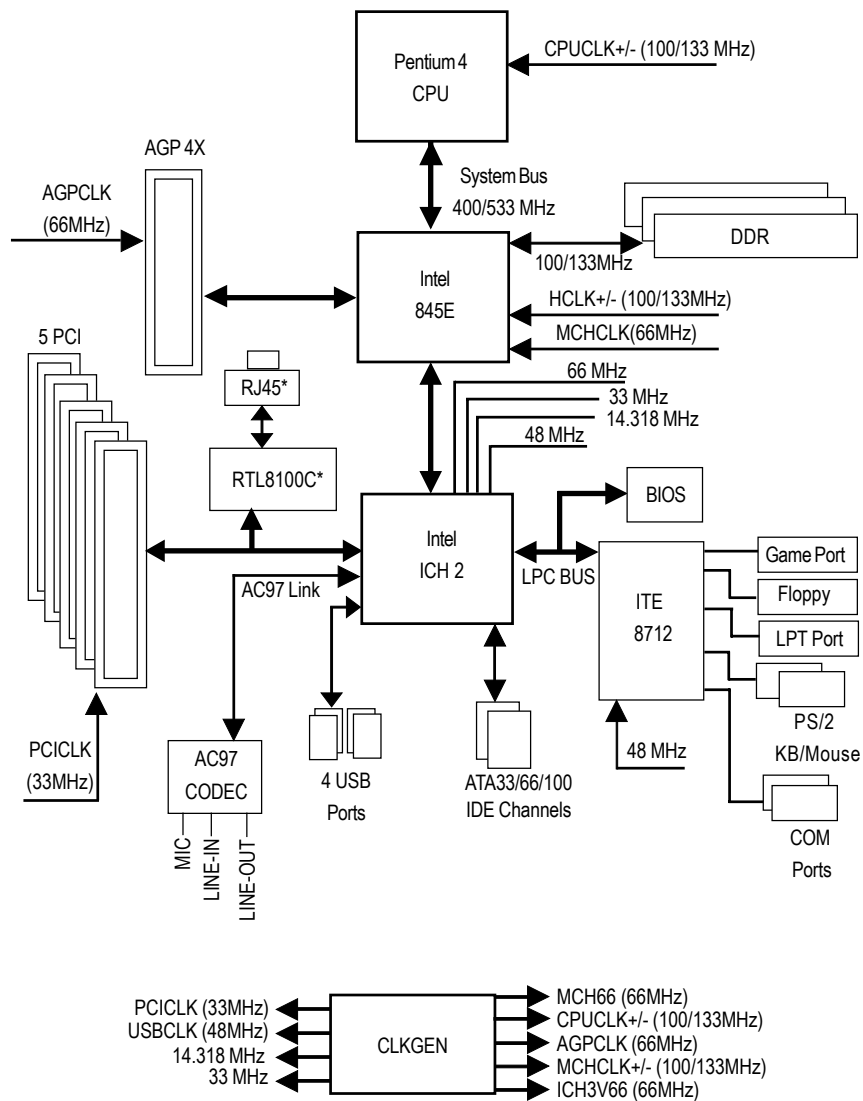 Pentium 4
CPU
CPUCLK+/- (100/133 MHz)
AGP 4X
System Bus
400/533 MHz
AGPCLK
(66MHz)
DDR
100/133MHz
Intel
845E
HCLK+/- (100/133MHz)
MCHCLK(66MHz)
5 PCI
RJ45*
66 MHz
33 MHz
14.318 MHz
48 MHz
RTL8100C*
BIOS
Intel
ICH 2
LPC BUS
AC97 Link
ITE
8712
Game Port
Floppy
LPT Port
PS/2
KB/Mouse
48 MHz
PCICLK
(33MHz)
AC97
CODEC
4 USB
Ports
ATA33/66/100
IDE Channels
COM
Ports
MIC
LINE-IN
LINE-OUT
CLKGEN
PCICLK (33MHz)
USBCLK (48MHz)
14.318 MHz
33 MHz
MCH66 (66MHz)
CPUCLK+/- (100/133MHz)
AGPCLK (66MHz)
MCHCLK+/- (100/133MHz)
ICH3V66 (66MHz)